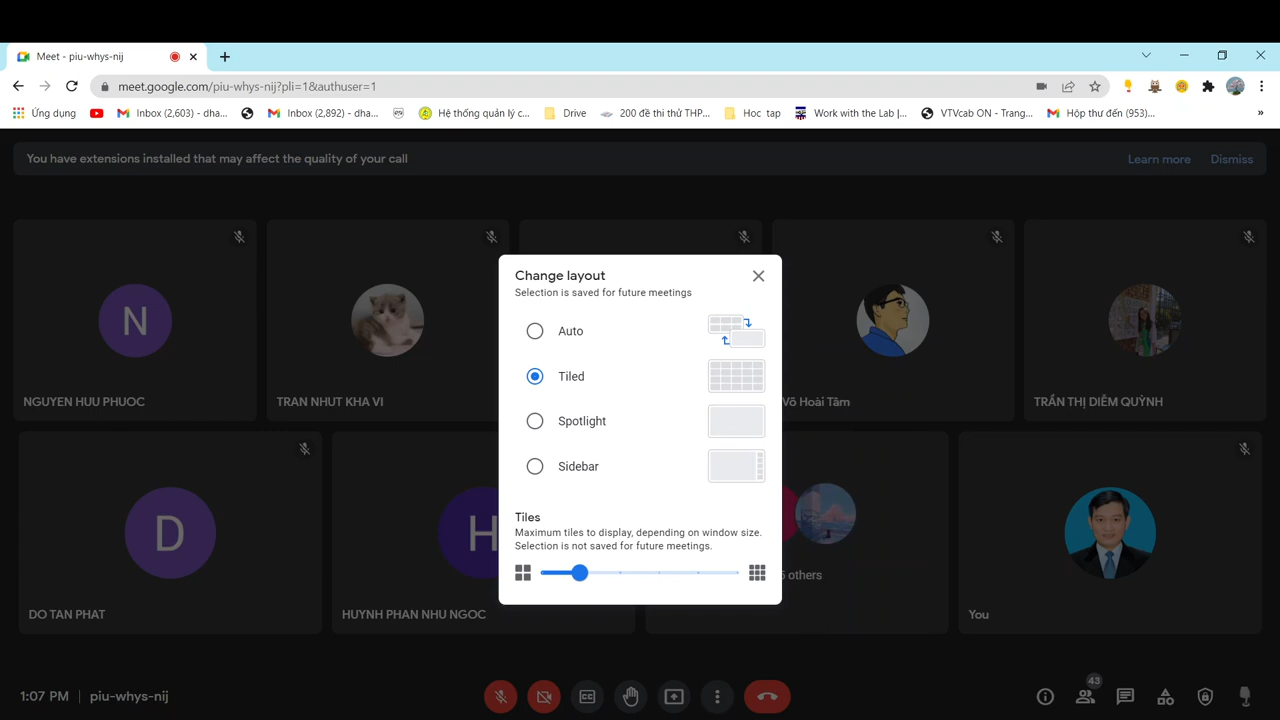 Meet - piu-whys-nij
meet.google.com/piu-whys-nij?pli=1&authuser=1
Ứng dụng Inbox (2,603) - dha... Inbox (2,892) - dha... Hệ thống quản lý c... Drive 200 đề thi thử THP... Hoc tap Work with the Lab |... VTVcab ON - Trang... Hộp thư đến (953)... »
You have extensions installed that may affect the quality of your call Learn more Dismiss
N
NGUYEN HUU PHUOC
TRAN NHUT KHA VI
Võ Hoài Tâm
TRẦN THỊ DIỄM QUỲNH
Change layout
Selection is saved for future meetings
Auto
Tiled
Spotlight
Sidebar
Tiles
Maximum tiles to display, depending on window size.
Selection is not saved for future meetings.
D
DO TAN PHAT
H
HUYNH PHAN NHU NGOC
others
You
1:07 PM | piu-whys-nij
43